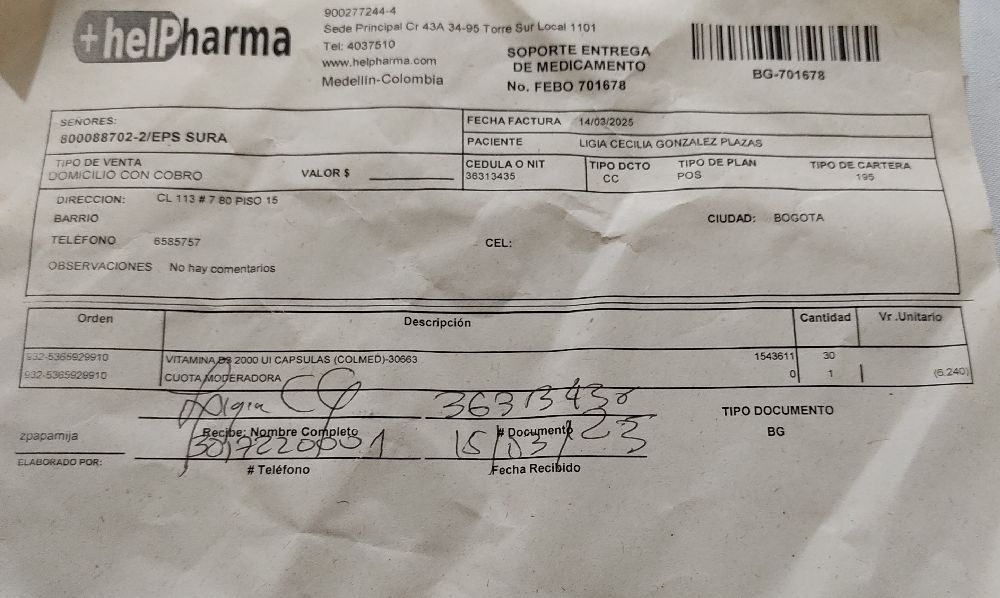 +helPharma
900277244-4
Sede Principal Cr 43A 34-95 Torre Sur Local 1101
Tel: 4037510
www.helpharma.com
Medellín-Colombia
SOPORTE ENTREGA
DE MEDICAMENTO
No. FEBO 701678
BG-701678
SEÑORES:
800088702-2/EPS SURA
FECHA FACTURA 14/03/2025
PACIENTE LIGIA CECILIA GONZALEZ PLAZAS
TIPO DE VENTA
DOMICILIO CON COBRO
VALOR $
CEDULA O NIT
36313435
TIPO DCTO
CC
TIPO DE PLAN
POS
TIPO DE CARTERA
195
DIRECCION: CL 113 # 7 80 PISO 15
BARRIO
CIUDAD: BOGOTA
TELÉFONO 6585757
CEL:
OBSERVACIONES No hay comentarios
Orden Descripción Cantidad Vr .Unitario
932-5365929910 VITAMINA D3 2000 UI CAPSULAS (COLMED)-30663 1543611 30
932-5365929910 CUOTA MODERADORA 0 1 (6.240)
Ligia CG
Recibe: Nombre Completo # Documento
15/03/23
# Teléfono Fecha Recibido
zpapamija
ELABORADO POR:
TIPO DOCUMENTO
BG